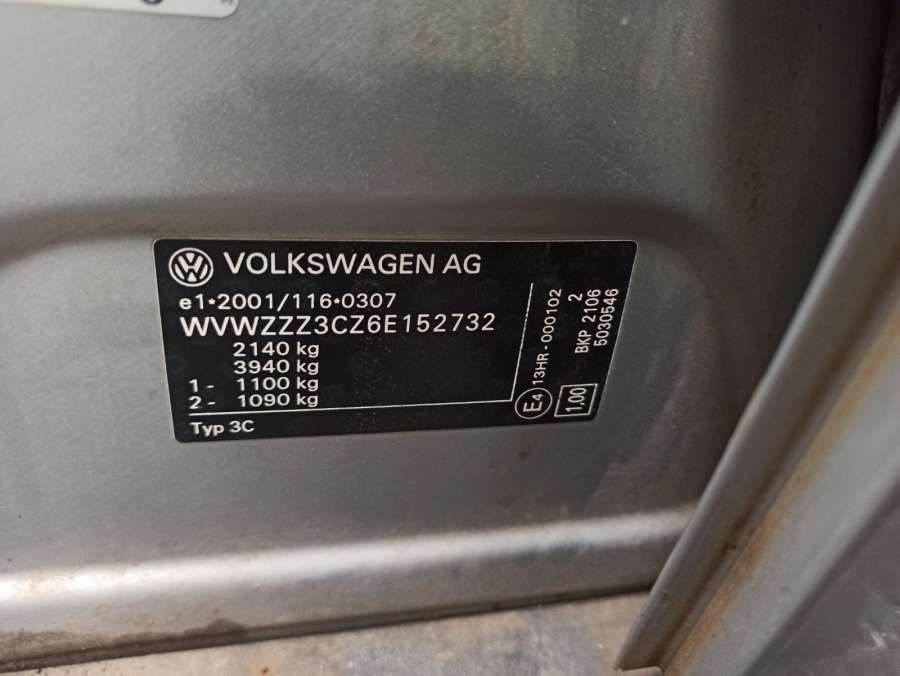 VOLKSWAGEN AG
e1*2001/116*0307
WVWZZZ3CZ6E152732
2140 kg
3940 kg
1 - 1100 kg
2 - 1090 kg
Typ 3C
E4 13HR-000102
1.00
2
BKP 2106
5030546